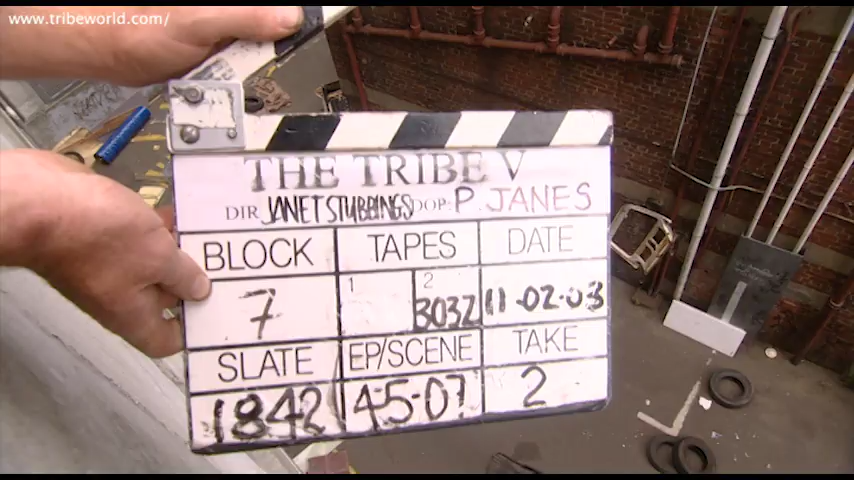 www.tribeworld.com/
THE TRIBE V
DIR JANET STUBBINGS DOP: P. JANES
BLOCK TAPES DATE
7 1 2 3032 11-02-03
SLATE EP/SCENE TAKE
1842 45-07 2